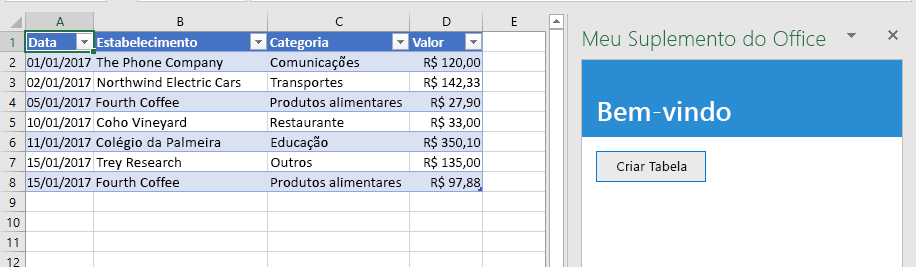 A B C D E
1 Data Estabelecimento Categoria Valor
2 01/01/2017 The Phone Company Comunicações R$ 120,00
3 02/01/2017 Northwind Electric Cars Transportes R$ 142,33
4 05/01/2017 Fourth Coffee Produtos alimentares R$ 27,90
5 10/01/2017 Coho Vineyard Restaurante R$ 33,00
6 11/01/2017 Colégio da Palmeira Educação R$ 350,10
7 15/01/2017 Trey Research Outros R$ 135,00
8 15/01/2017 Fourth Coffee Produtos alimentares R$ 97,88
9
10
11
12
Meu Suplemento do Office
Bem-vindo
Criar Tabela